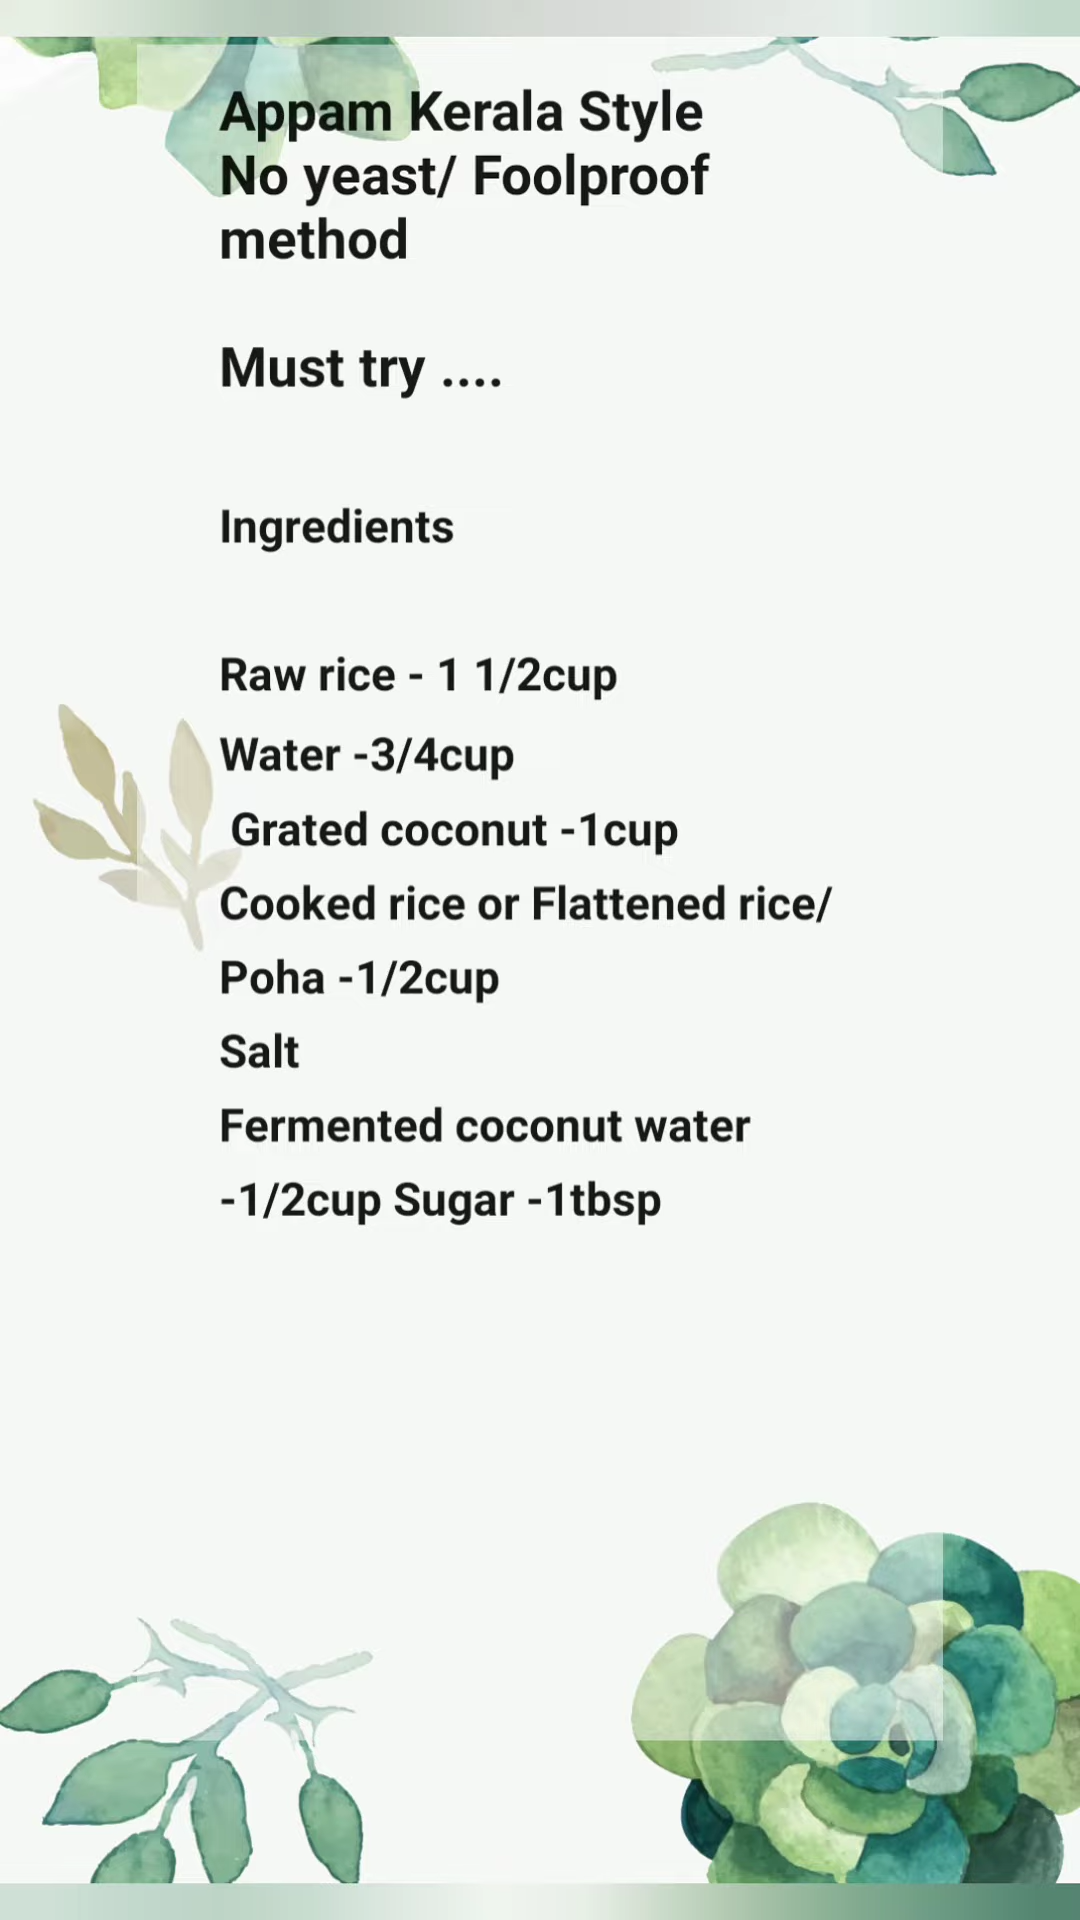 Appam Kerala Style
No yeast/ Foolproof
method
Must try ....
Ingredients
Raw rice - 1 1/2cup
Water -3/4cup
Grated coconut -1cup
Cooked rice or Flattened rice/
Poha -1/2cup
Salt
Fermented coconut water
-1/2cup Sugar -1tbsp